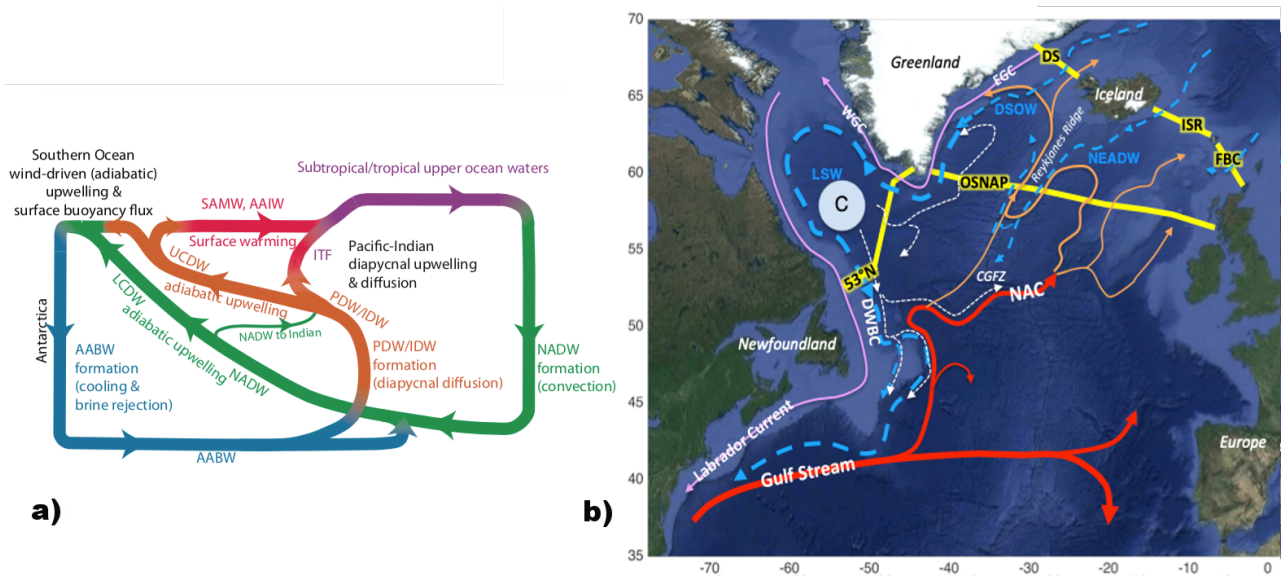 Southern Ocean
wind-driven (adiabatic)
upwelling &
surface buoyancy flux
Subtropical/tropical upper ocean waters
SAMW, AAIW
Surface warming
ITF
Pacific-Indian
diapycnal upwelling
& diffusion
UCDW
adiabatic upwelling
PDW/IDW
LCDW
adiabatic upwelling
NADW
NADW to Indian
Antarctica
AABW
formation
(cooling &
brine rejection)
PDW/IDW
formation
(diapycnal diffusion)
NADW
formation
(convection)
AABW
a)
70
65
60
55
50
45
40
35
-70
-60
-50
-40
-30
-20
-10
0
Greenland
DS
EGC
Iceland
WGC
DSOW
Reykjanes Ridge
ISR
NEADW
FBC
LSW
OSNAP
C
53°N
CGFZ
NAC
DWBC
Newfoundland
Labrador Current
Gulf Stream
Europe
b)